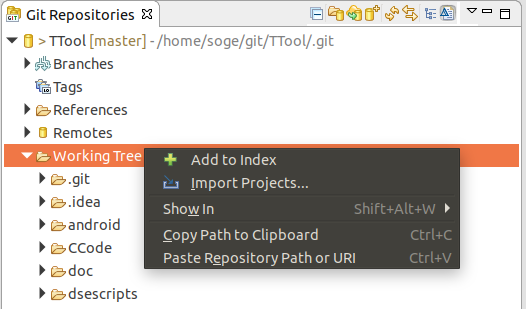 Git Repositories
> TTool [master] - /home/soge/git/TTool/.git
Branches
Tags
References
Remotes
Working Tree
Add to Index
.git
Import Projects...
.idea
Show In Shift+Alt+W
android
Copy Path to Clipboard Ctrl+C
CCode
Paste Repository Path or URI Ctrl+V
doc
dsescripts